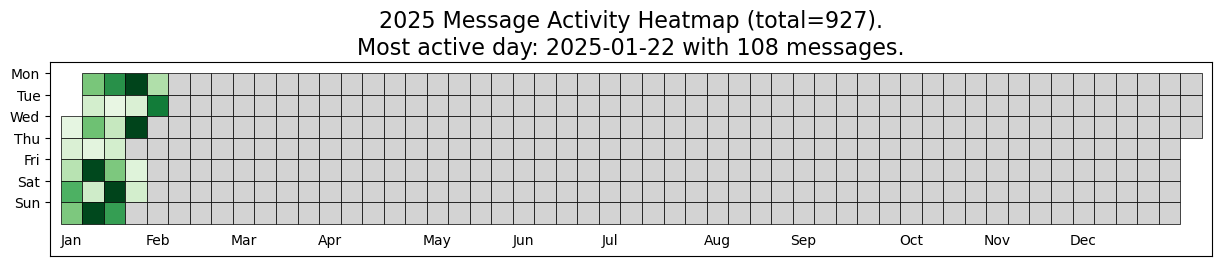 2025 Message Activity Heatmap (total=927).
Most active day: 2025-01-22 with 108 messages.
Mon
Tue
Wed
Thu
Fri
Sat
Sun
Jan Feb Mar Apr May Jun Jul Aug Sep Oct Nov Dec